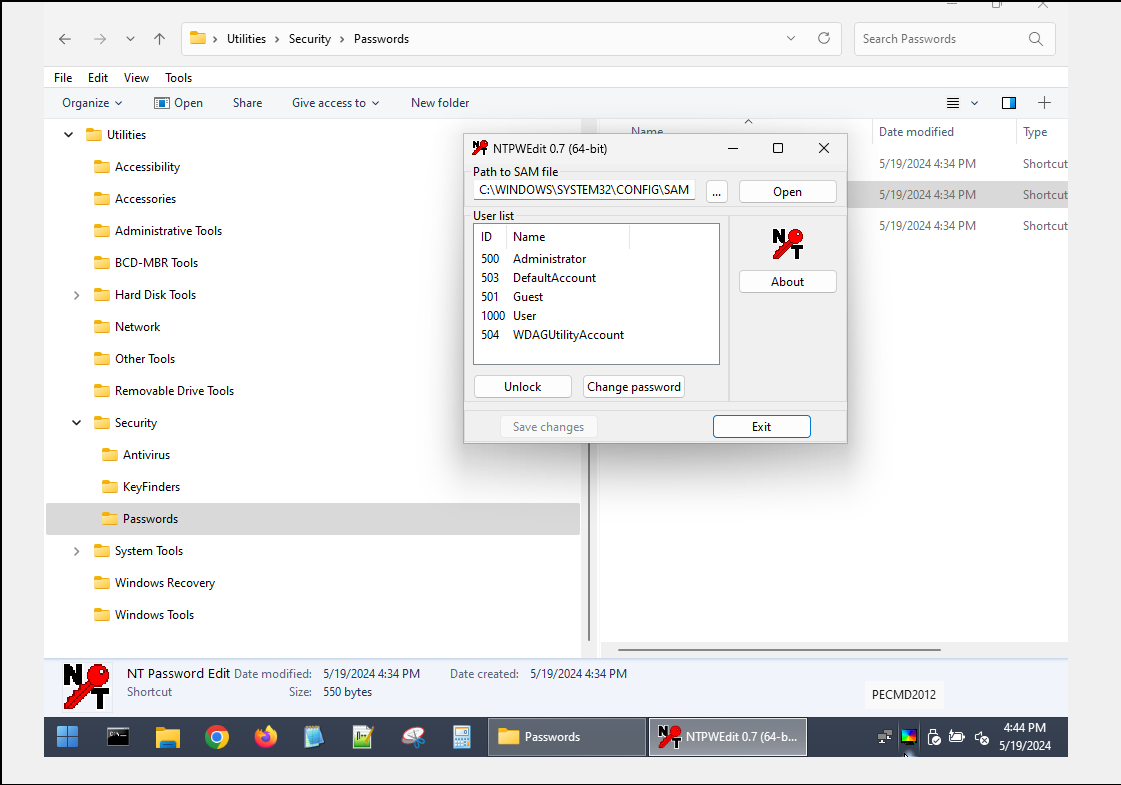 Utilities > Security > Passwords
Search Passwords
File Edit View Tools
Organize Open Share Give access to New folder
Utilities
Accessibility
Accessories
Administrative Tools
BCD-MBR Tools
Hard Disk Tools
Network
Other Tools
Removable Drive Tools
Security
Antivirus
KeyFinders
Passwords
System Tools
Windows Recovery
Windows Tools
Name Date modified Type
5/19/2024 4:34 PM Shortcut
5/19/2024 4:34 PM Shortcut
5/19/2024 4:34 PM Shortcut
NTPWEdit 0.7 (64-bit)
Path to SAM file
C:\WINDOWS\SYSTEM32\CONFIG\SAM ... Open
User list
ID Name
500 Administrator
503 DefaultAccount
501 Guest
1000 User
504 WDAGUtilityAccount
NT
About
Unlock Change password
Save changes Exit
NT
NT Password Edit Date modified: 5/19/2024 4:34 PM Date created: 5/19/2024 4:34 PM
Shortcut Size: 550 bytes
PECMD2012
Passwords
NTPWEdit 0.7 (64-b...
4:44 PM
5/19/2024